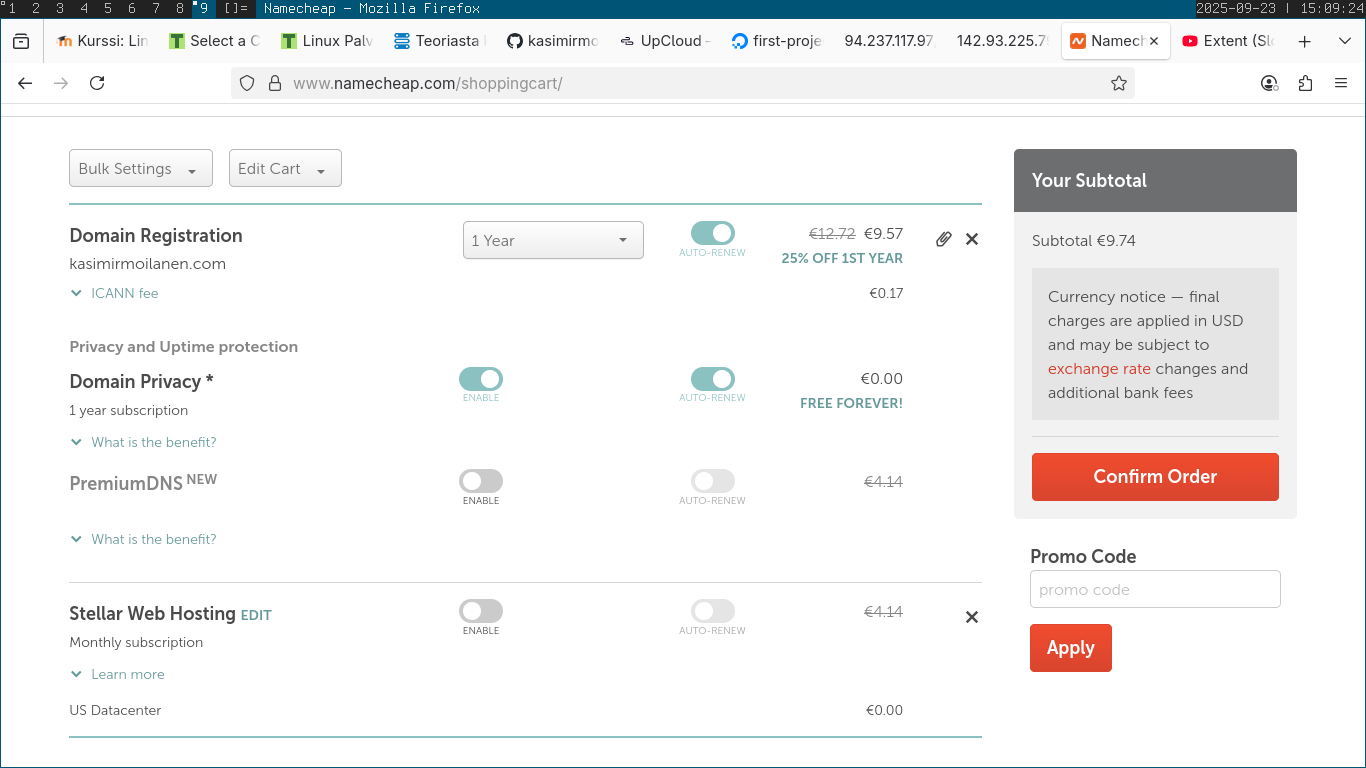 1 2 3 4 5 6 7 8 9 []= Namecheap — Mozilla Firefox 2025-09-23 | 15:09:24
Kurssi: Lin Select a C Linux Palv Teoriasta kasimirmo UpCloud - first-proje 94.237.117.97 142.93.225.7 Namech Extent (Sl
www.namecheap.com/shoppingcart/
Bulk Settings Edit Cart
Your Subtotal
Domain Registration 1 Year €12.72 €9.57
AUTO-RENEW 25% OFF 1ST YEAR
kasimirmoilanen.com
ICANN fee €0.17
Subtotal €9.74
Currency notice — final
charges are applied in USD
and may be subject to
exchange rate changes and
additional bank fees
Privacy and Uptime protection
Domain Privacy * €0.00
ENABLE AUTO-RENEW FREE FOREVER!
1 year subscription
What is the benefit?
PremiumDNS NEW €4.14
ENABLE AUTO-RENEW
What is the benefit?
Confirm Order
Promo Code
promo code
Apply
Stellar Web Hosting EDIT €4.14
ENABLE AUTO-RENEW
Monthly subscription
Learn more
US Datacenter €0.00